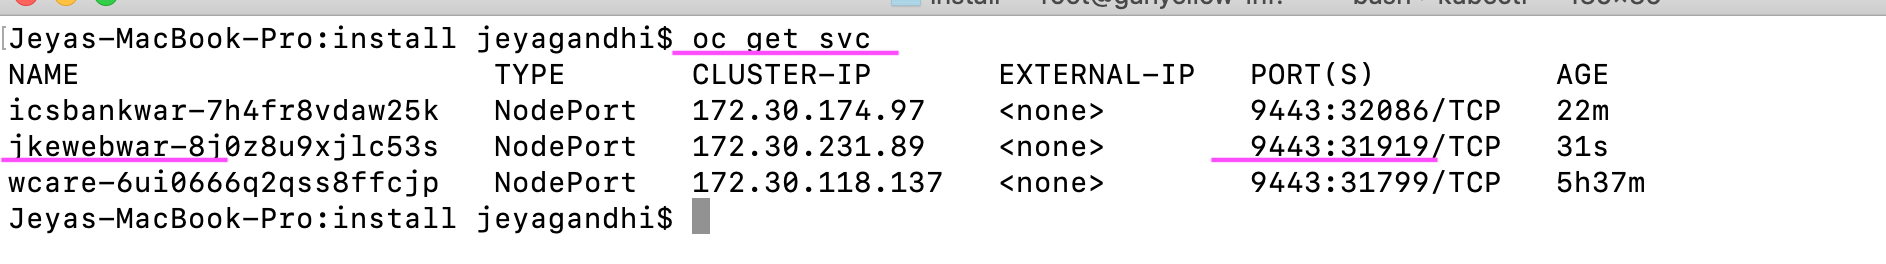 Jeyas-MacBook-Pro:install jeyagandhi$ oc get svc
NAME TYPE CLUSTER-IP EXTERNAL-IP PORT(S) AGE
icsbankwar-7h4fr8vdaw25k NodePort 172.30.174.97 <none> 9443:32086/TCP 22m
jkewebwar-8j0z8u9xjlc53s NodePort 172.30.231.89 <none> 9443:31919/TCP 31s
wcare-6ui0666q2qss8ffcjp NodePort 172.30.118.137 <none> 9443:31799/TCP 5h37m
Jeyas-MacBook-Pro:install jeyagandhi$